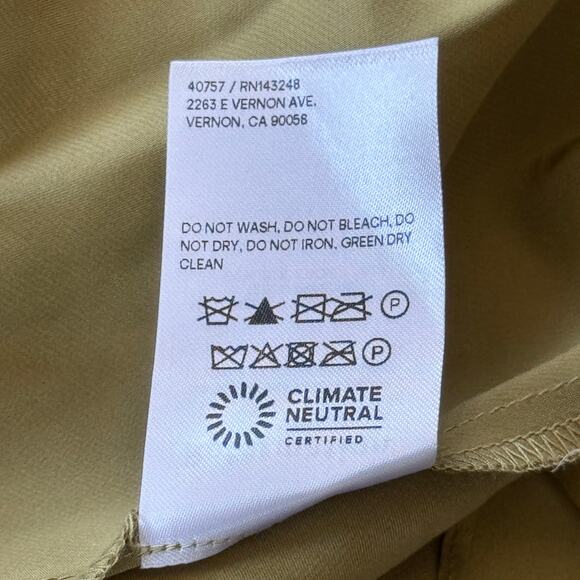 40757 / RN143248
2263 E VERNON AVE,
VERNON, CA 90058
DO NOT WASH, DO NOT BLEACH, DO
NOT DRY, DO NOT IRON, GREEN DRY
CLEAN
P
P
CLIMATE
NEUTRAL
CERTIFIED